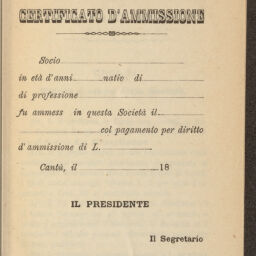 CERTIFICATO D'AMMISSIONE
Socio
in età d'anni ........ natio di
di professione
fu ammess in questa Società il
col pagamento per diritto
d'ammissione di L.
Cantù, il 18
IL PRESIDENTE
Il Segretario